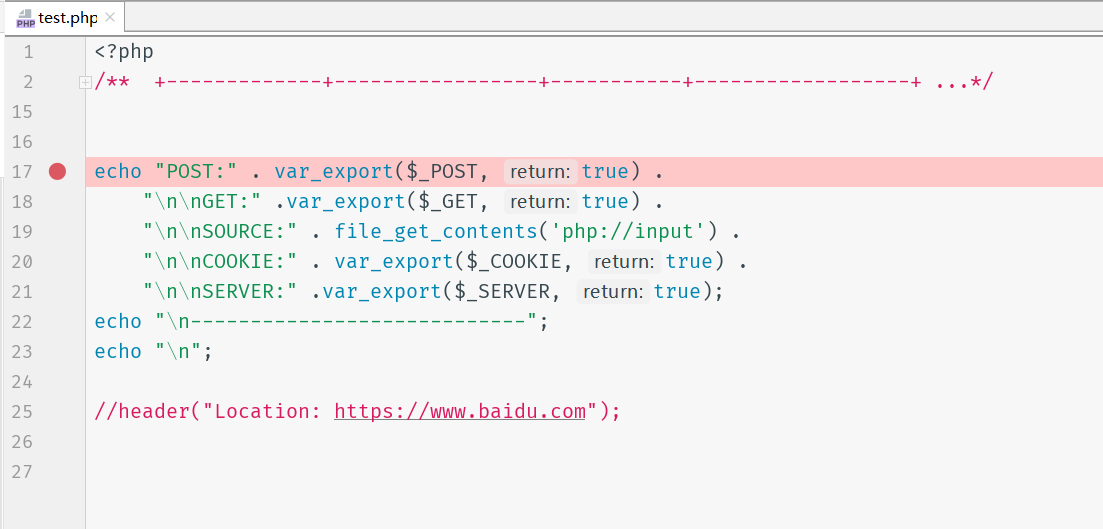 PHP test.php
1 <?php
2 /**  +-------------+-----------------+-----------+------------------+ ...*/
15
16
17 echo "POST:" . var_export($_POST, return: true) .
18     "\n\nGET:" .var_export($_GET, return: true) .
19     "\n\nSOURCE:" . file_get_contents('php://input') .
20     "\n\nCOOKIE:" . var_export($_COOKIE, return: true) .
21     "\n\nSERVER:" .var_export($_SERVER, return: true);
22 echo "\n----------------------------";
23 echo "\n";
24
25 //header("Location: https://www.baidu.com");
26
27